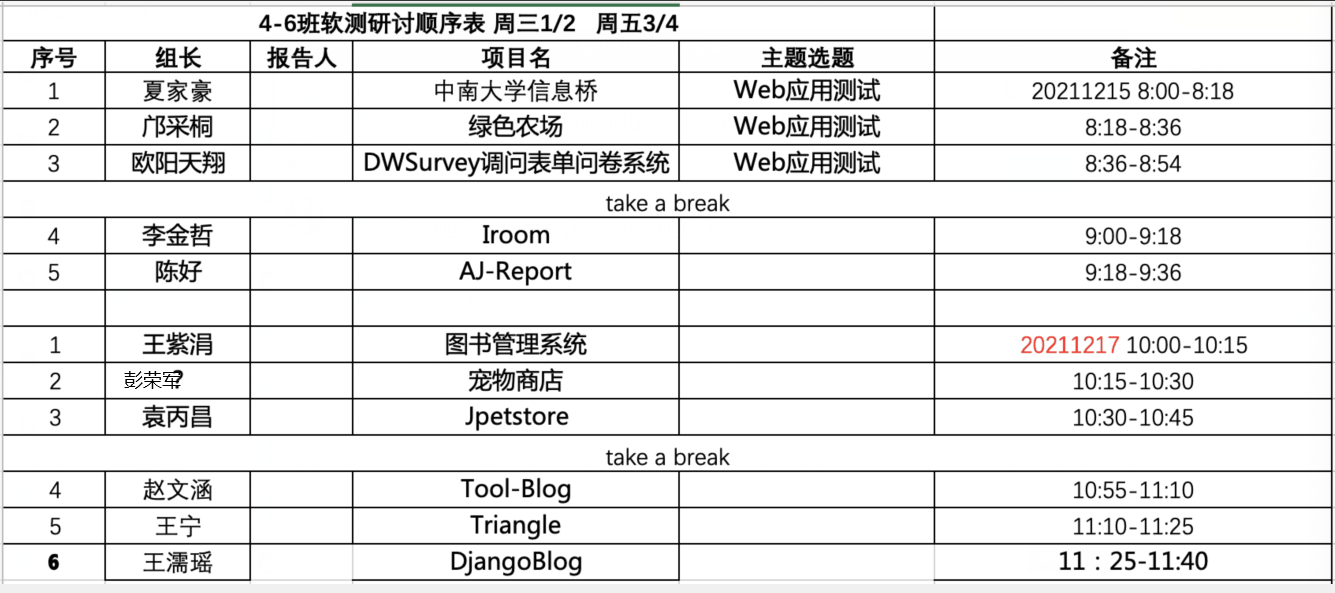 4-6班软测研讨顺序表 周三1/2 周五3/4
序号 组长 报告人 项目名 主题选题 备注
1 夏家豪 中南大学信息桥 Web应用测试 20211215 8:00-8:18
2 邝采桐 绿色农场 Web应用测试 8:18-8:36
3 欧阳天翔 DWSurvey调问表单问卷系统 Web应用测试 8:36-8:54
take a break
4 李金哲 Iroom 9:00-9:18
5 陈好 AJ-Report 9:18-9:36
1 王紫涓 图书管理系统 20211217 10:00-10:15
2 彭荣军? 宠物商店 10:15-10:30
3 袁丙昌 Jpetstore 10:30-10:45
take a break
4 赵文涵 Tool-Blog 10:55-11:10
5 王宁 Triangle 11:10-11:25
6 王濡瑶 DjangoBlog 11：25-11:40